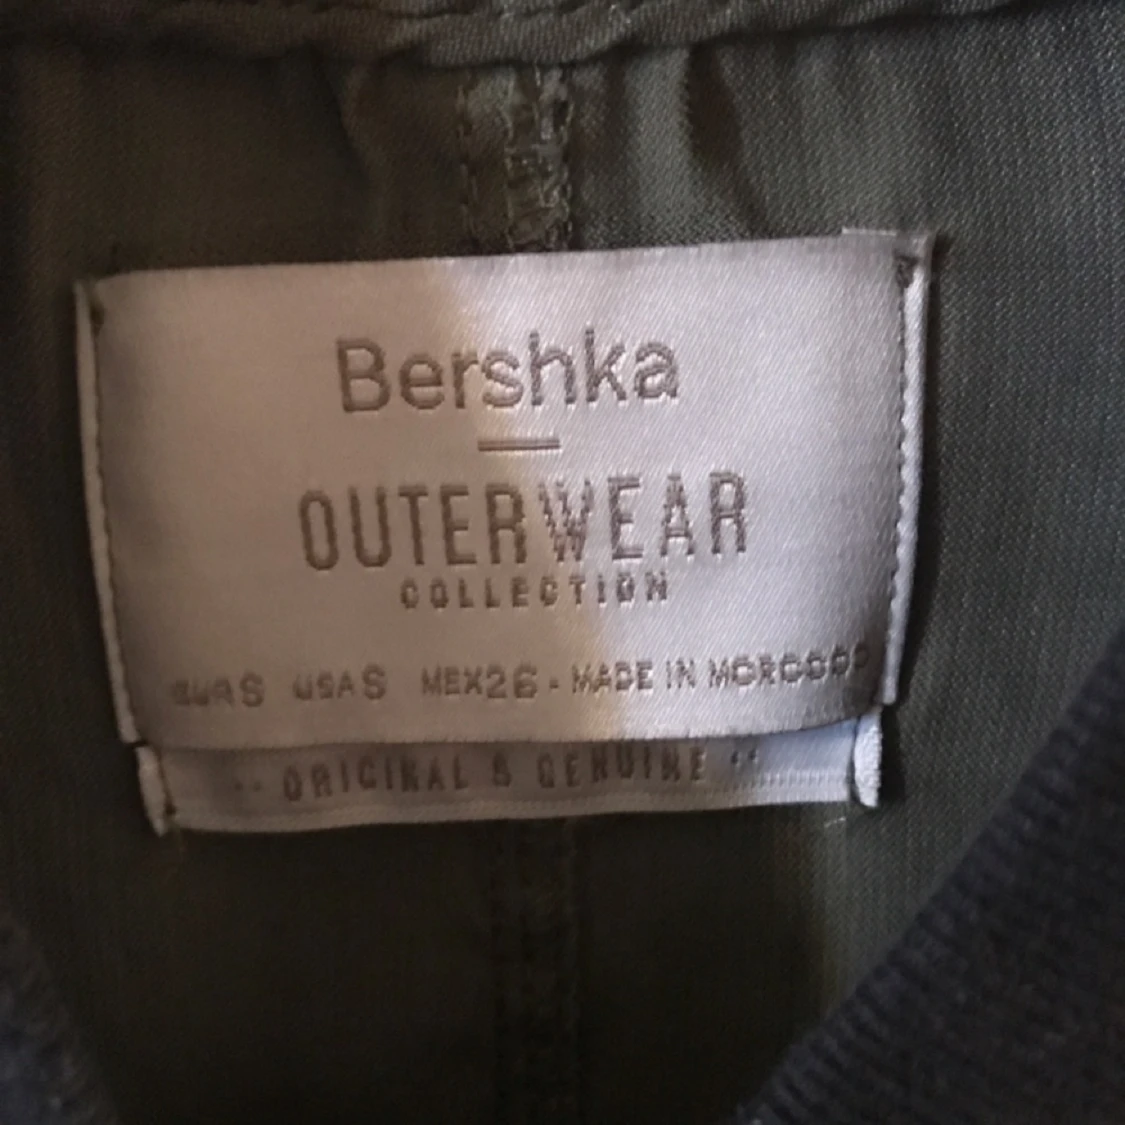 Bershka
OUTERWEAR
COLLECTION
EUR S USA S MEX 26 - MADE IN MOROCCO
·· ORIGINAL & GENUINE ··